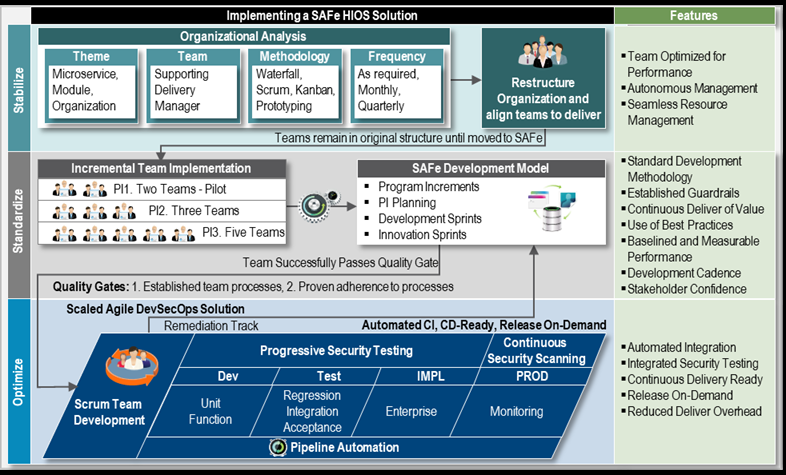 Implementing a SAFe HIOS Solution
Features
Stabilize
Organizational Analysis
Theme
Microservice,
Module,
Organization
Team
Supporting
Delivery
Manager
Methodology
Waterfall,
Scrum, Kanban,
Prototyping
Frequency
As required,
Monthly,
Quarterly
Restructure
Organization and
align teams to deliver
Teams remain in original structure until moved to SAFe
▪ Team Optimized for
Performance
▪ Autonomous Management
▪ Seamless Resource
Management
Standardize
Incremental Team Implementation
PI1. Two Teams - Pilot
PI2. Three Teams
PI3. Five Teams
SAFe Development Model
▪ Program Increments
▪ PI Planning
▪ Development Sprints
▪ Innovation Sprints
Team Successfully Passes Quality Gate
Quality Gates: 1. Established team processes, 2. Proven adherence to processes
▪ Standard Development
Methodology
▪ Established Guardrails
▪ Continuous Deliver of Value
▪ Use of Best Practices
▪ Baselined and Measurable
Performance
▪ Development Cadence
▪ Stakeholder Confidence
Optimize
Scaled Agile DevSecOps Solution
Remediation Track
Automated CI, CD-Ready, Release On-Demand
Scrum Team
Development
Progressive Security Testing
Continuous
Security Scanning
Dev
Test
IMPL
PROD
Unit
Function
Regression
Integration
Acceptance
Enterprise
Monitoring
Pipeline Automation
▪ Automated Integration
▪ Integrated Security Testing
▪ Continuous Delivery Ready
▪ Release On-Demand
▪ Reduced Deliver Overhead